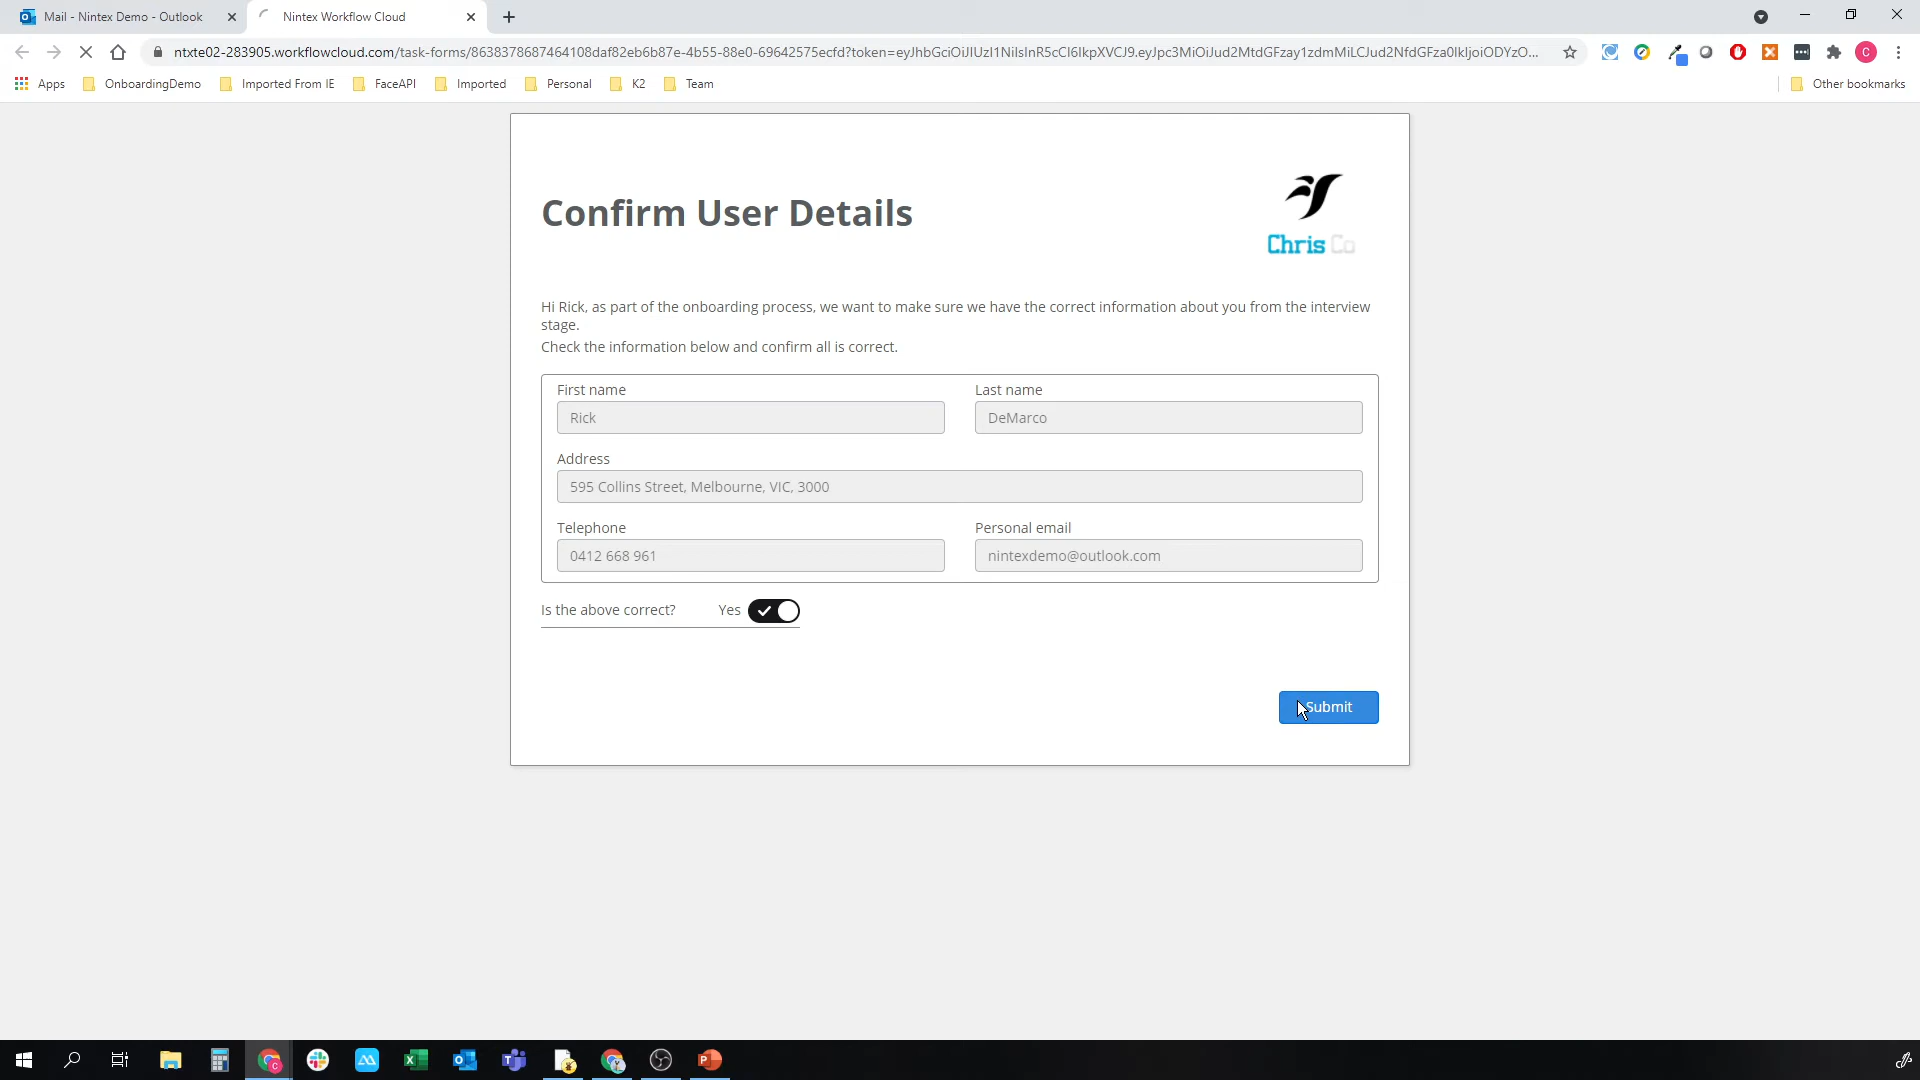 Mail - Nintex Demo - Outlook
Nintex Workflow Cloud
ntxte02-283905.workflowcloud.com/task-forms/8638378687464108daf82eb6b87e-4b55-88e0-69642575ecfd?token=eyJhbGciOiJIUzI1NiIsInR5cCI6IkpXVCJ9.eyJpc3MiOiJud2MtdGFzay1zdmMiLCJud2NfdGFza0lkIjoiODYzO...
Apps
OnboardingDemo
Imported From IE
FaceAPI
Imported
Personal
K2
Team
Other bookmarks
Confirm User Details
Chris Co
Hi Rick, as part of the onboarding process, we want to make sure we have the correct information about you from the interview
stage.
Check the information below and confirm all is correct.
First name
Last name
Rick
DeMarco
Address
595 Collins Street, Melbourne, VIC, 3000
Telephone
Personal email
0412 668 961
nintexdemo@outlook.com
Is the above correct?
Yes
Submit